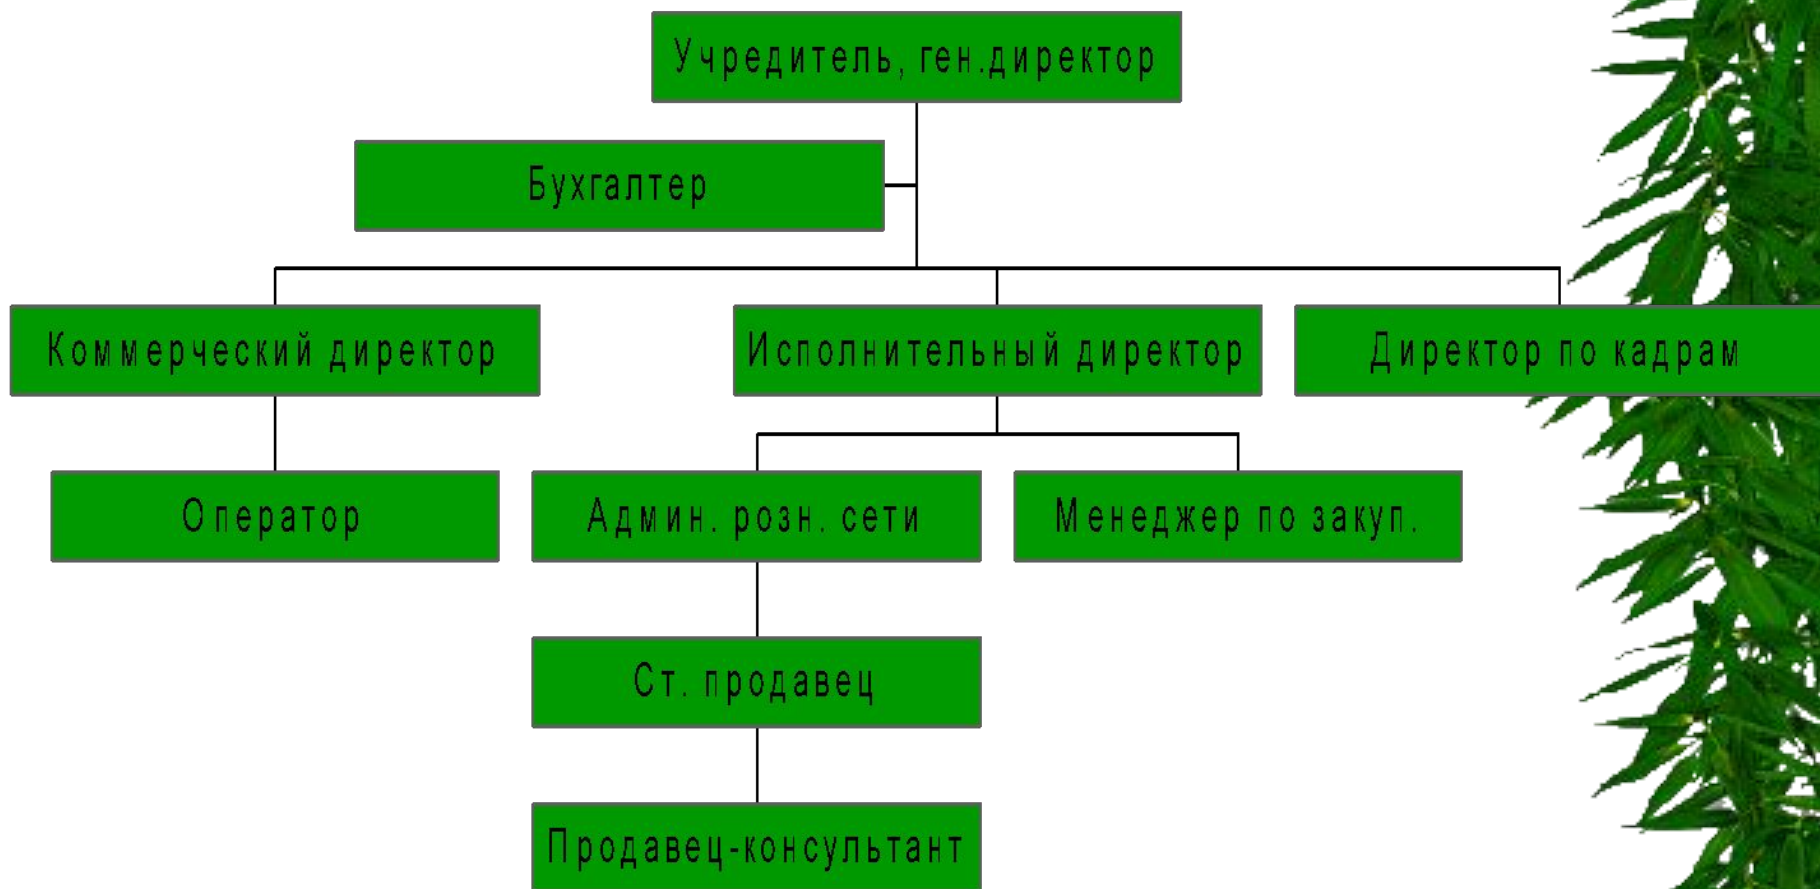 Учредитель, ген.директор
Бухгалтер
Коммерческий директор
Исполнительный директор
Директор по кадрам
Оператор
Админ. розн. сети
Менеджер по закуп.
Ст. продавец
Продавец-консультант